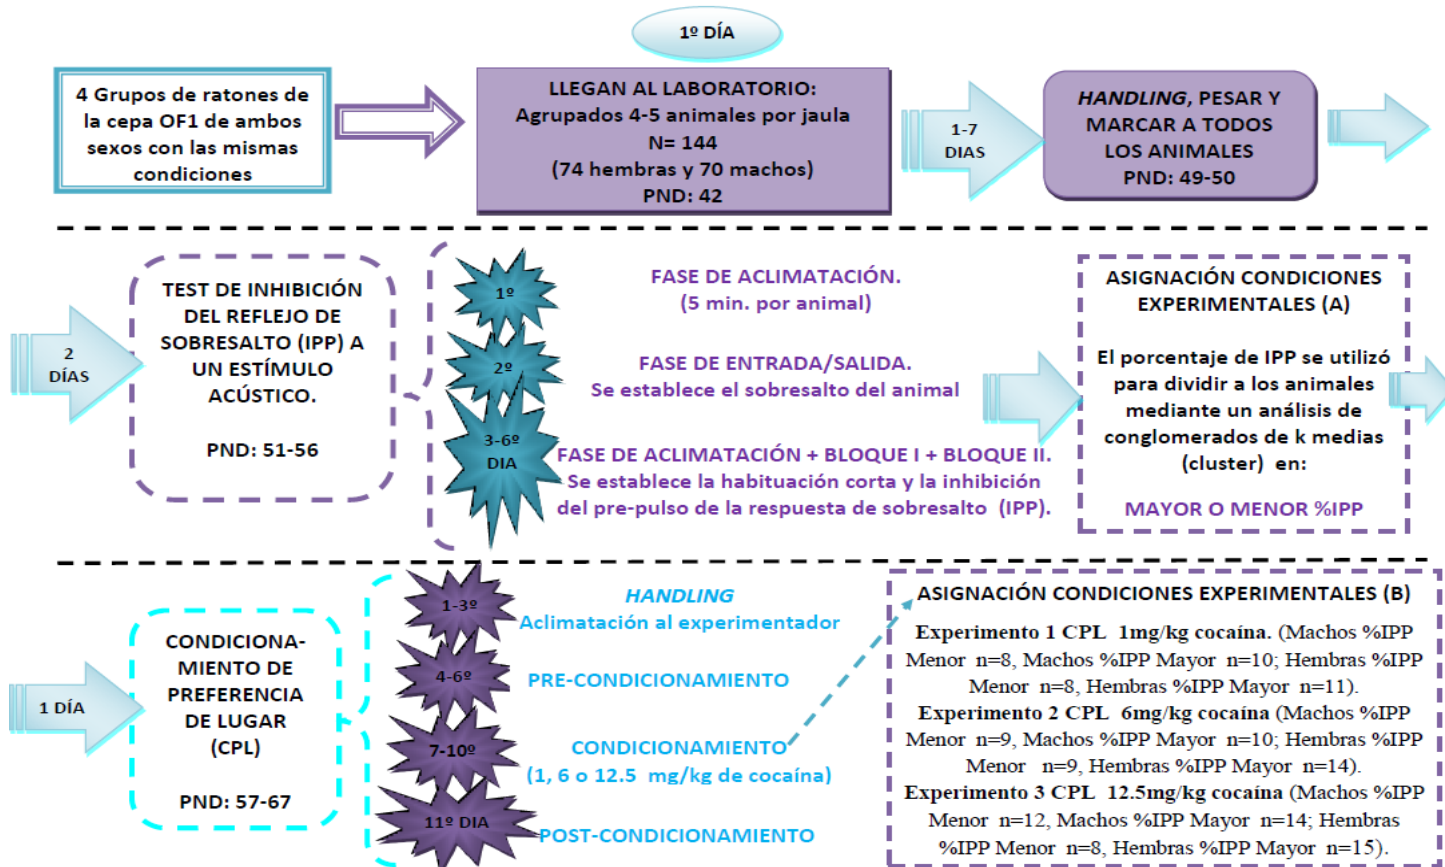 1º DÍA
4 Grupos de ratones de
la cepa OF1 de ambos
sexos con las mismas
condiciones
LLEGAN AL LABORATORIO:
Agrupados 4-5 animales por jaula
N= 144
(74 hembras y 70 machos)
PND: 42
1-7
DIAS
HANDLING, PESAR Y
MARCAR A TODOS
LOS ANIMALES
PND: 49-50
2
DÍAS
TEST DE INHIBICIÓN
DEL REFLEJO DE
SOBRESALTO (IPP) A
UN ESTÍMULO
ACÚSTICO.
PND: 51-56
1º
FASE DE ACLIMATACIÓN.
(5 min. por animal)
2º
FASE DE ENTRADA/SALIDA.
Se establece el sobresalto del animal
3-6º
DIA
FASE DE ACLIMATACIÓN + BLOQUE I + BLOQUE II.
Se establece la habituación corta y la inhibición
del pre-pulso de la respuesta de sobresalto (IPP).
ASIGNACIÓN CONDICIONES
EXPERIMENTALES (A)
El porcentaje de IPP se utilizó
para dividir a los animales
mediante un análisis de
conglomerados de k medias
(cluster) en:
MAYOR O MENOR %IPP
1 DÍA
CONDICIONA-
MIENTO DE
PREFERENCIA
DE LUGAR
(CPL)
PND: 57-67
1-3º
HANDLING
Aclimatación al experimentador
4-6º
PRE-CONDICIONAMIENTO
7-10º
CONDICIONAMIENTO
(1, 6 o 12.5 mg/kg de cocaína)
11º DIA
POST-CONDICIONAMIENTO
ASIGNACIÓN CONDICIONES EXPERIMENTALES (B)
Experimento 1 CPL 1mg/kg cocaína. (Machos %IPP
Menor n=8, Machos %IPP Mayor n=10; Hembras %IPP
Menor n=8, Hembras %IPP Mayor n=11).
Experimento 2 CPL 6mg/kg cocaína (Machos %IPP
Menor n=9, Machos %IPP Mayor n=10; Hembras %IPP
Menor n=9, Hembras %IPP Mayor n=14).
Experimento 3 CPL 12.5mg/kg cocaína (Machos %IPP
Menor n=12, Machos %IPP Mayor n=14; Hembras
%IPP Menor n=8, Hembras %IPP Mayor n=15).